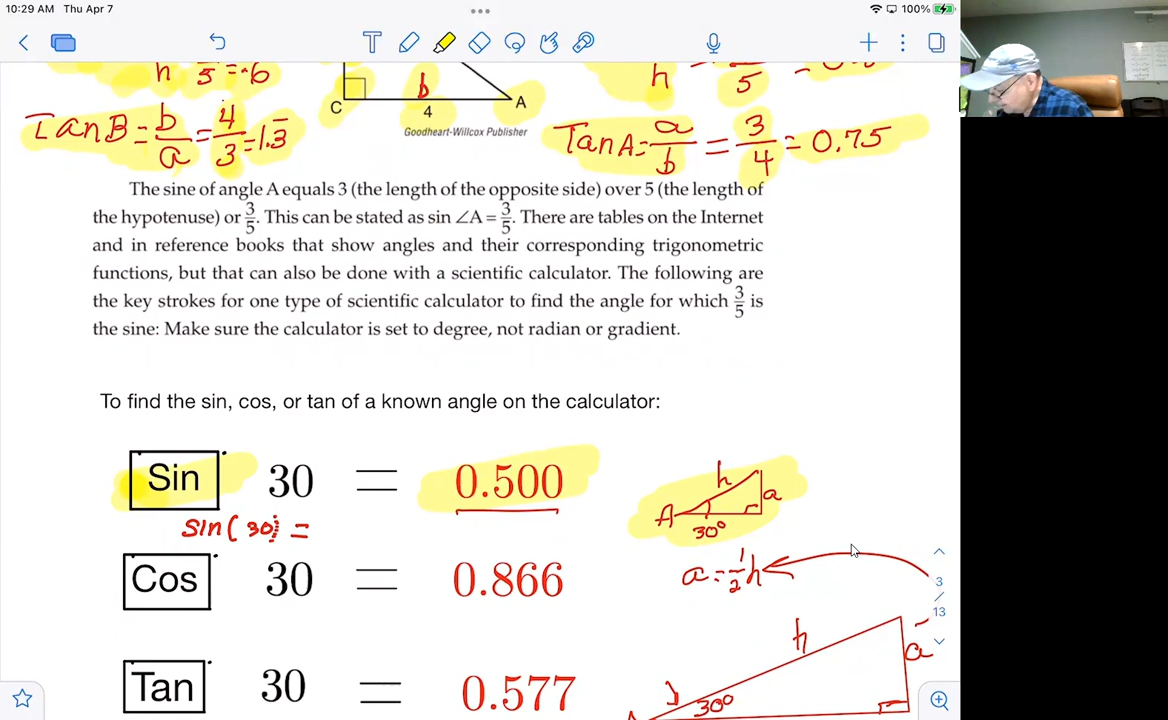 10:29 AM Thu Apr 7
100%
h 5 = .6
b
h 5
C
4
A
Goodheart-Willcox Publisher
Tan B = b/a = 4/3 = 1.3̅
Tan A = a/b = 3/4 = 0.75
The sine of angle A equals 3 (the length of the opposite side) over 5 (the length of
the hypotenuse) or 3/5. This can be stated as sin ∠A = 3/5. There are tables on the Internet
and in reference books that show angles and their corresponding trigonometric
functions, but that can also be done with a scientific calculator. The following are
the key strokes for one type of scientific calculator to find the angle for which 3/5 is
the sine: Make sure the calculator is set to degree, not radian or gradient.
To find the sin, cos, or tan of a known angle on the calculator:
Sin 30 = 0.500
h
a
A
30°
sin(30) =
Cos 30 = 0.866
a = 1/2 h
3
/
13
h
a
Tan 30 = 0.577
30°